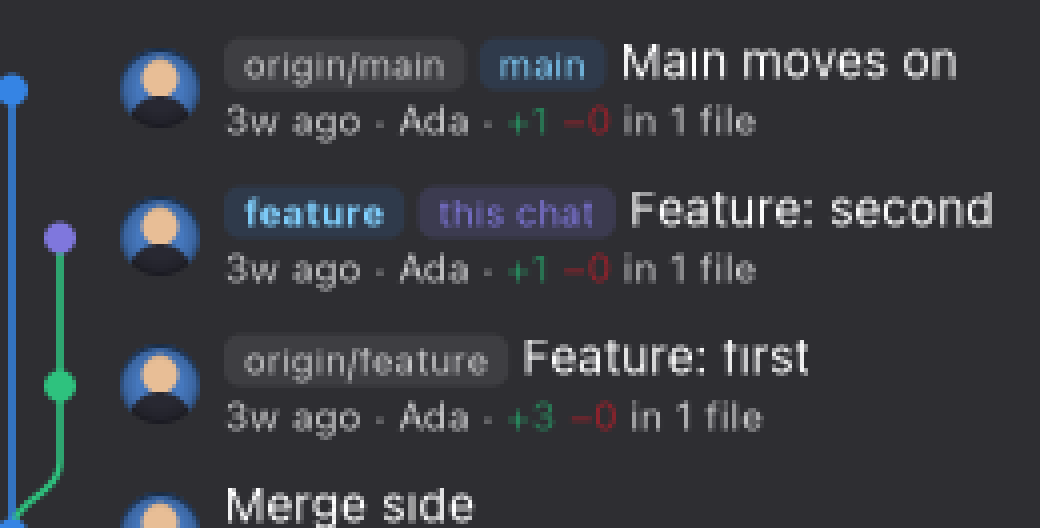 origin/main main Main moves on
3w ago · Ada · +1 −0 in 1 file
feature this chat Feature: second
3w ago · Ada · +1 −0 in 1 file
origin/feature Feature: first
3w ago · Ada · +3 −0 in 1 file
Merge side